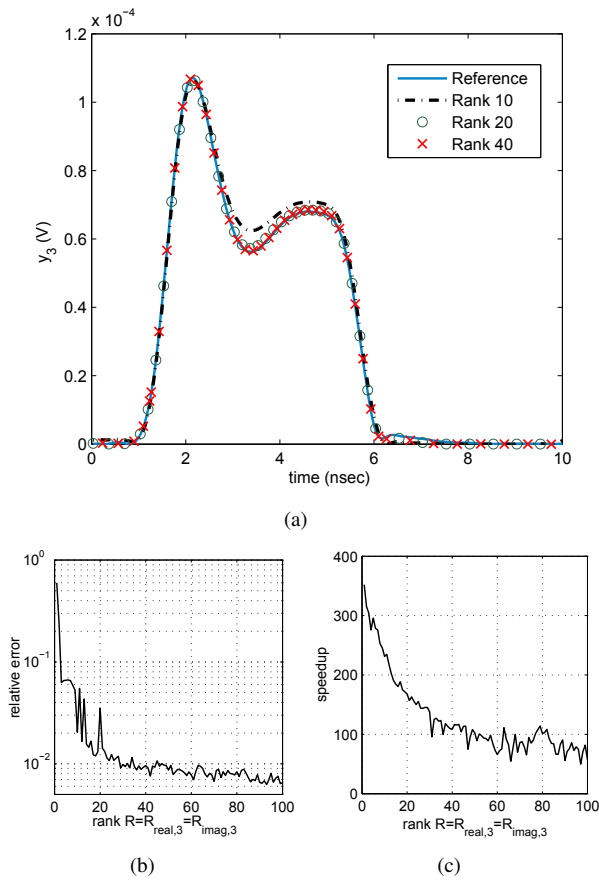 x 10⁻⁴
1.2
1
0.8
0.6
0.4
0.2
0
y₃ (V)
Reference
Rank 10
Rank 20
Rank 40
0 2 4 6 8 10
time (nsec)
(a)
10⁰
10⁻¹
10⁻²
relative error
0 20 40 60 80 100
rank R=R_real,3=R_imag,3
(b)
400
300
200
100
0
speedup
0 20 40 60 80 100
rank R=R_real,3=R_imag,3
(c)